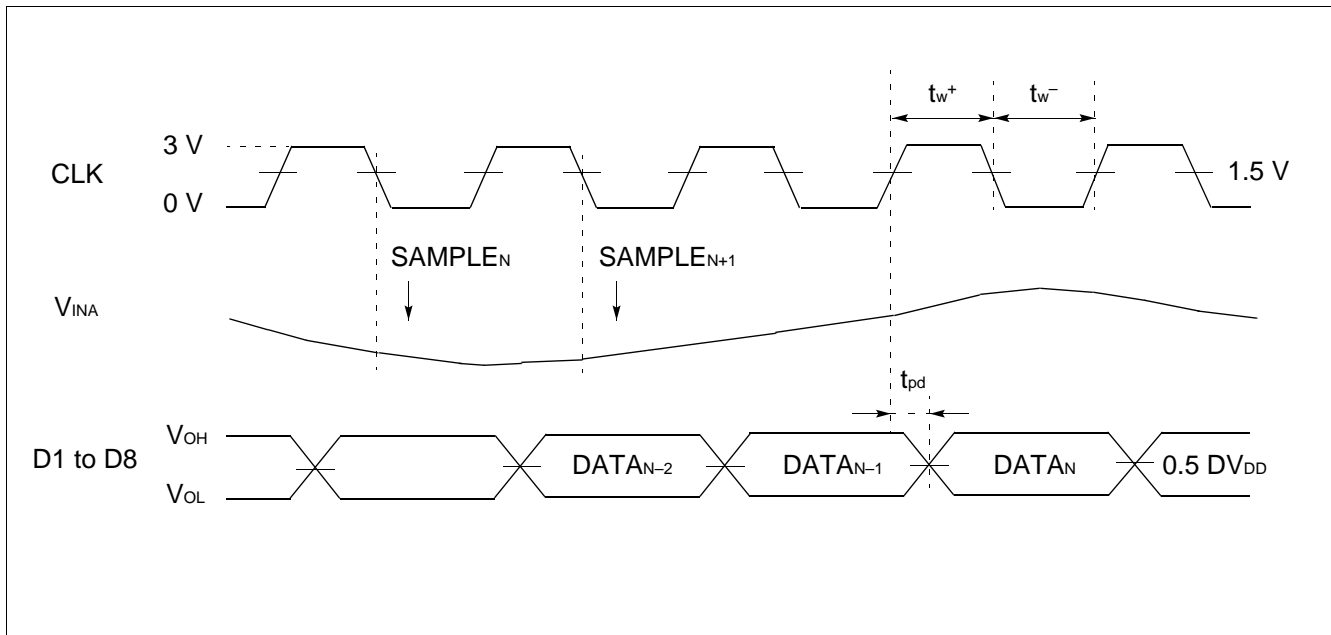 tw+ tw–
3 V
CLK 1.5 V
0 V
SAMPLEN SAMPLEN+1
VINA
tpd
VOH
D1 to D8 DATAN–2 DATAN–1 DATAN 0.5 DVDD
VOL